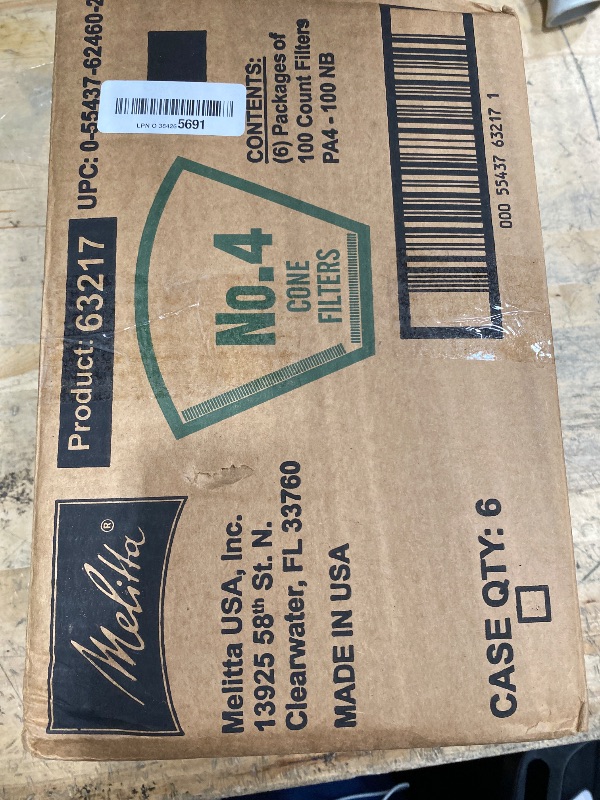 Product: 63217
UPC: 0-55437-62460-2
LPN O 35426 5691
CONTENTS:
(6) Packages of
100 Count Filters
PA4 - 100 NB
No.4
CONE
FILTERS
000 55437 63217 1
Melitta®
Melitta USA, Inc.
13925 58th St. N.
Clearwater, FL 33760
MADE IN USA
CASE QTY: 6